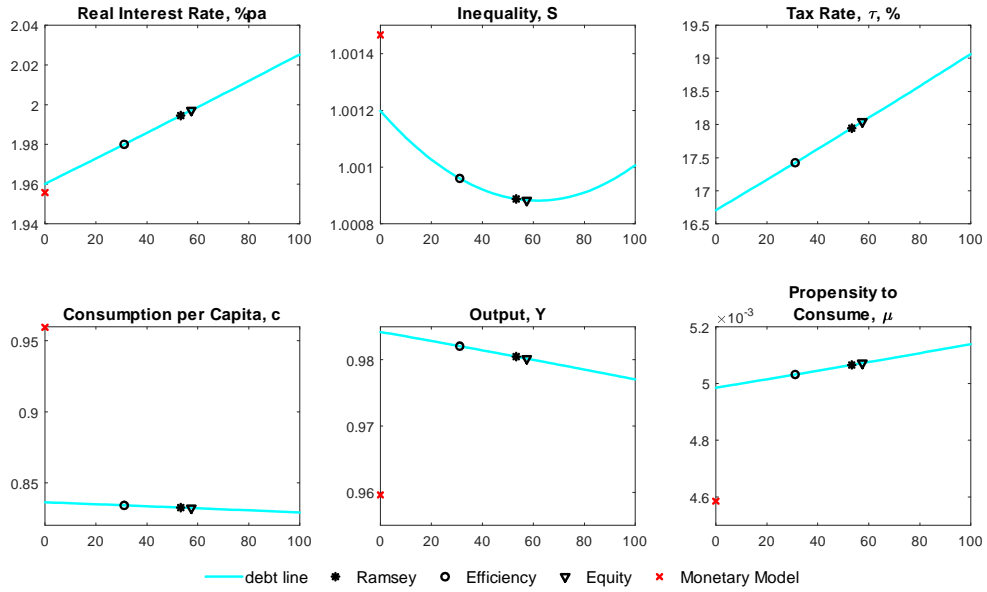 Real Interest Rate, %pa
2.04
2.02
2
1.98
1.96
1.94
0 20 40 60 80 100
Inequality, S
1.0014
1.0012
1.001
1.0008
0 20 40 60 80 100
Tax Rate, τ, %
19.5
19
18.5
18
17.5
17
16.5
0 20 40 60 80 100
Consumption per Capita, c
0.95
0.9
0.85
0 20 40 60 80 100
Output, Y
0.98
0.97
0.96
0 20 40 60 80 100
Propensity to
Consume, μ
×10⁻³
5.2
5
4.8
4.6
0 20 40 60 80 100
debt line Ramsey Efficiency Equity Monetary Model